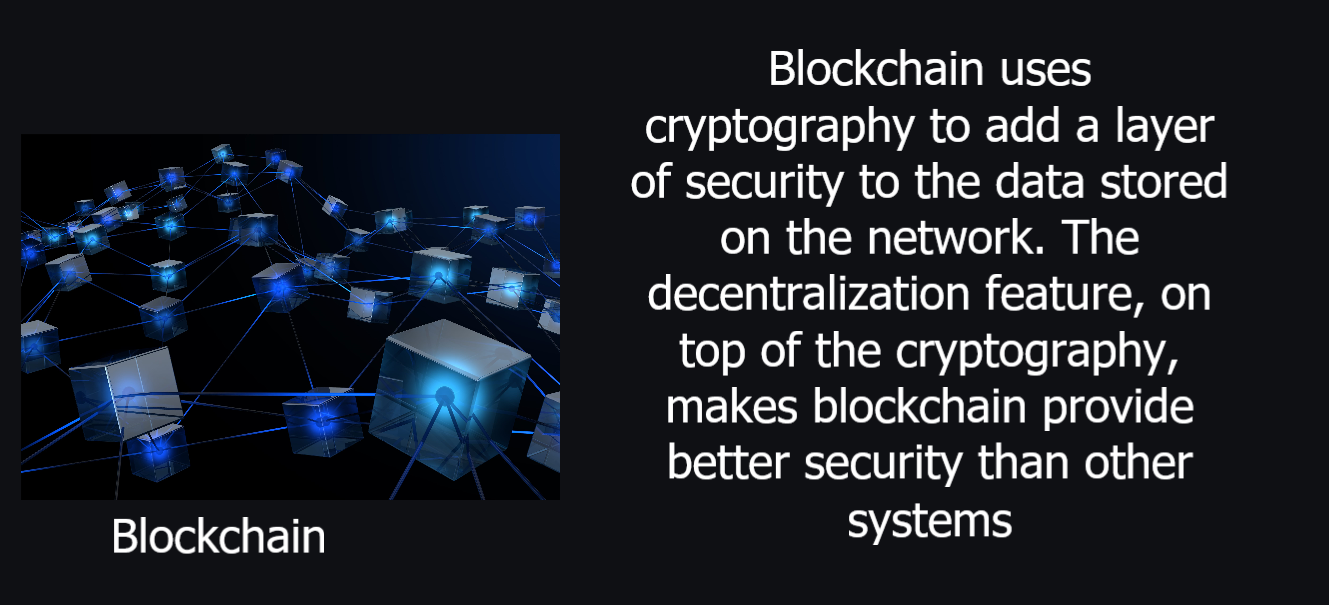 Blockchain uses
cryptography to add a layer
of security to the data stored
on the network. The
decentralization feature, on
top of the cryptography,
makes blockchain provide
better security than other
systems
Blockchain